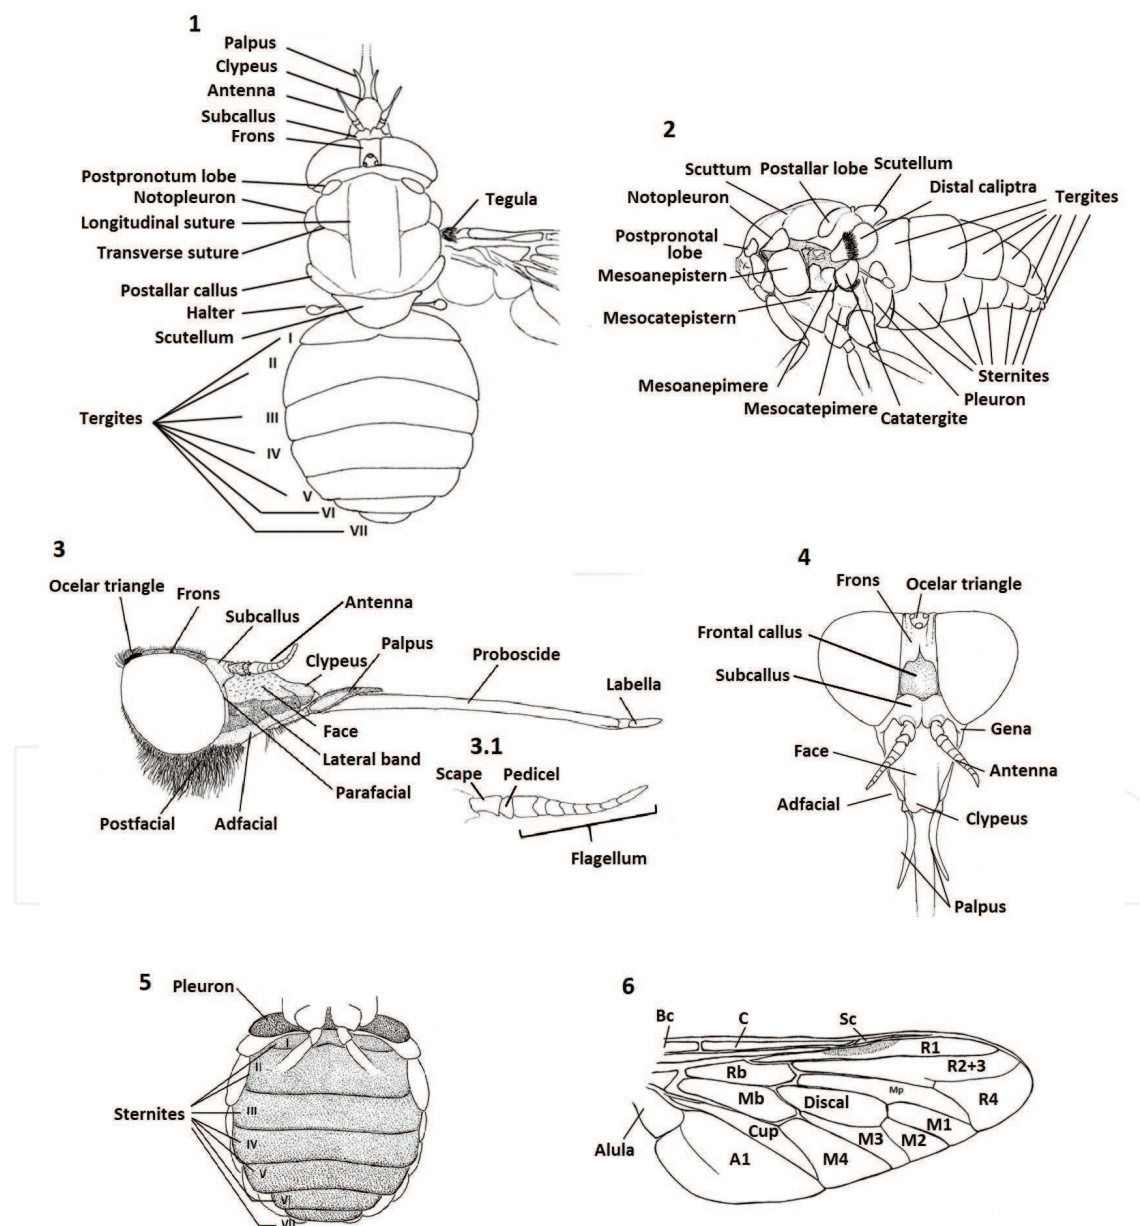 1
Palpus
Clypeus
Antenna
Subcallus
Frons
Postpronotum lobe
Notopleuron
Longitudinal suture
Transverse suture
Postallar callus
Halter
Scutellum
Tegula
Tergites
I
II
III
IV
V
VI
VII
2
Scuttum
Postallar lobe
Scutellum
Notopleuron
Distal caliptra
Tergites
Postpronotal
lobe
Mesoanepistern
Mesocatepistern
Mesoanepimere
Mesocatepimere
Catatergite
Pleuron
Sternites
3
Ocelar triangle
Frons
Subcallus
Antenna
Palpus
Clypeus
Proboscide
Labella
Face
Lateral band
Parafacial
Postfacial
Adfacial
3.1
Scape
Pedicel
Flagellum
4
Frons
Ocelar triangle
Frontal callus
Subcallus
Gena
Face
Antenna
Adfacial
Clypeus
Palpus
5
Pleuron
Sternites
I
II
III
IV
V
VI
VII
6
Bc
C
Sc
R1
R2+3
Rb
Mp
R4
Mb
Discal
M1
Cup
M3
M2
Alula
A1
M4